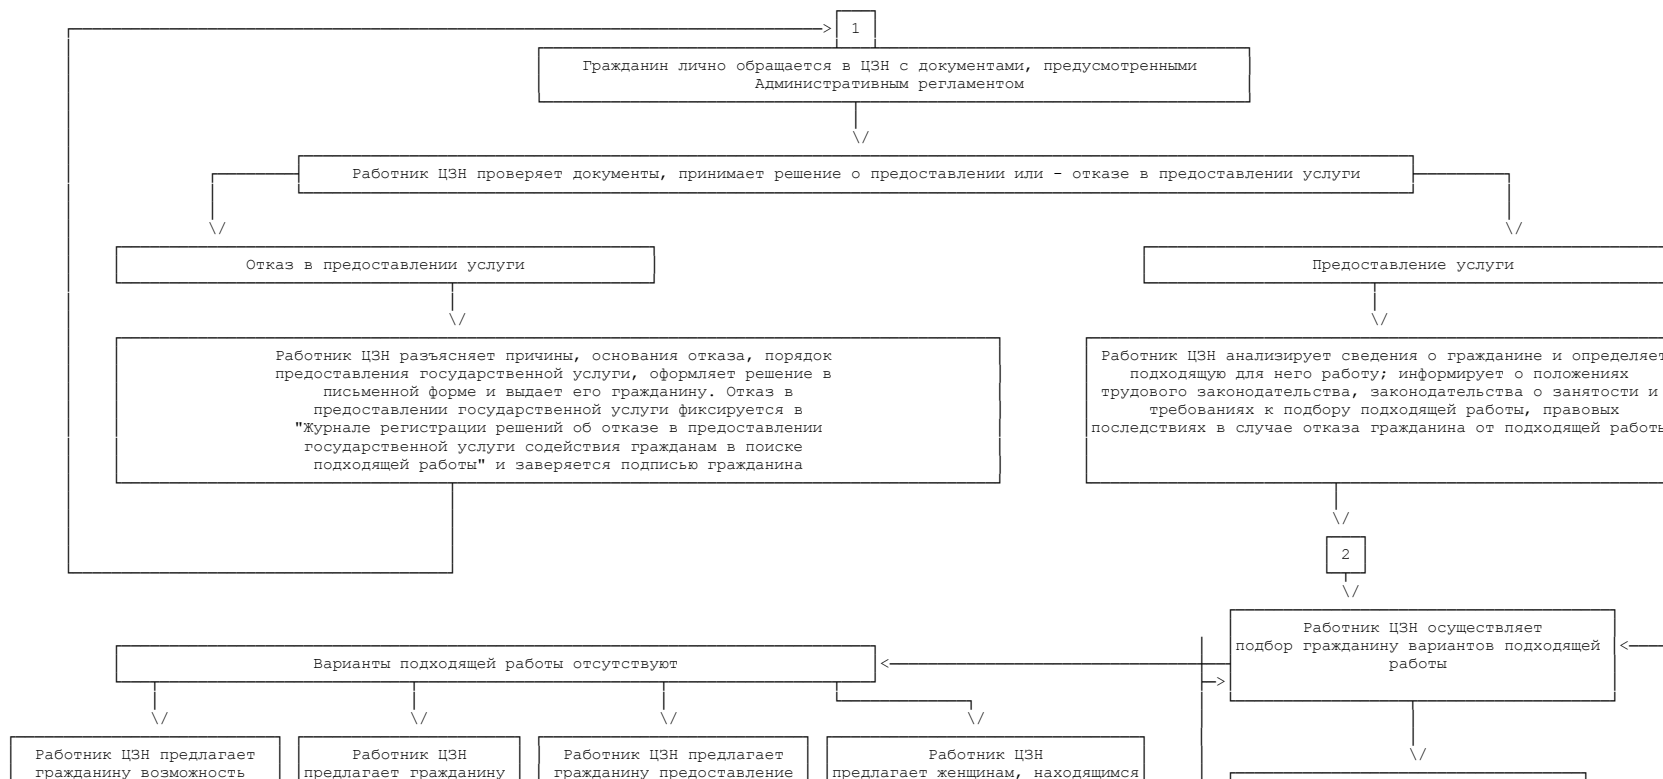 1
Гражданин лично обращается в ЦЗН с документами, предусмотренными
Административным регламентом
Работник ЦЗН проверяет документы, принимает решение о предоставлении или - отказе в предоставлении услуги
Отказ в предоставлении услуги
Предоставление услуги
Работник ЦЗН разъясняет причины, основания отказа, порядок
предоставления государственной услуги, оформляет решение в
письменной форме и выдает его гражданину. Отказ в
предоставлении государственной услуги фиксируется в
"Журнале регистрации решений об отказе в предоставлении
государственной услуги содействия гражданам в поиске
подходящей работы" и заверяется подписью гражданина
Работник ЦЗН анализирует сведения о гражданине и определяет
подходящую для него работу; информирует о положениях
трудового законодательства, законодательства о занятости и
требованиях к подбору подходящей работы, правовых
последствиях в случае отказа гражданина от подходящей работы
2
Работник ЦЗН осуществляет
подбор гражданину вариантов подходящей
работы
Варианты подходящей работы отсутствуют
Работник ЦЗН предлагает
гражданину возможность
Работник ЦЗН
предлагает гражданину
Работник ЦЗН предлагает
гражданину предоставление
Работник ЦЗН
предлагает женщинам, находящимся